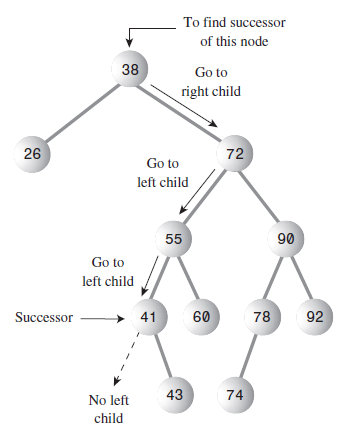 To find successor
of this node
38
Go to
right child
26
72
Go to
left child
55
90
Go to
left child
Successor
41
60
78
92
43
74
No left
child